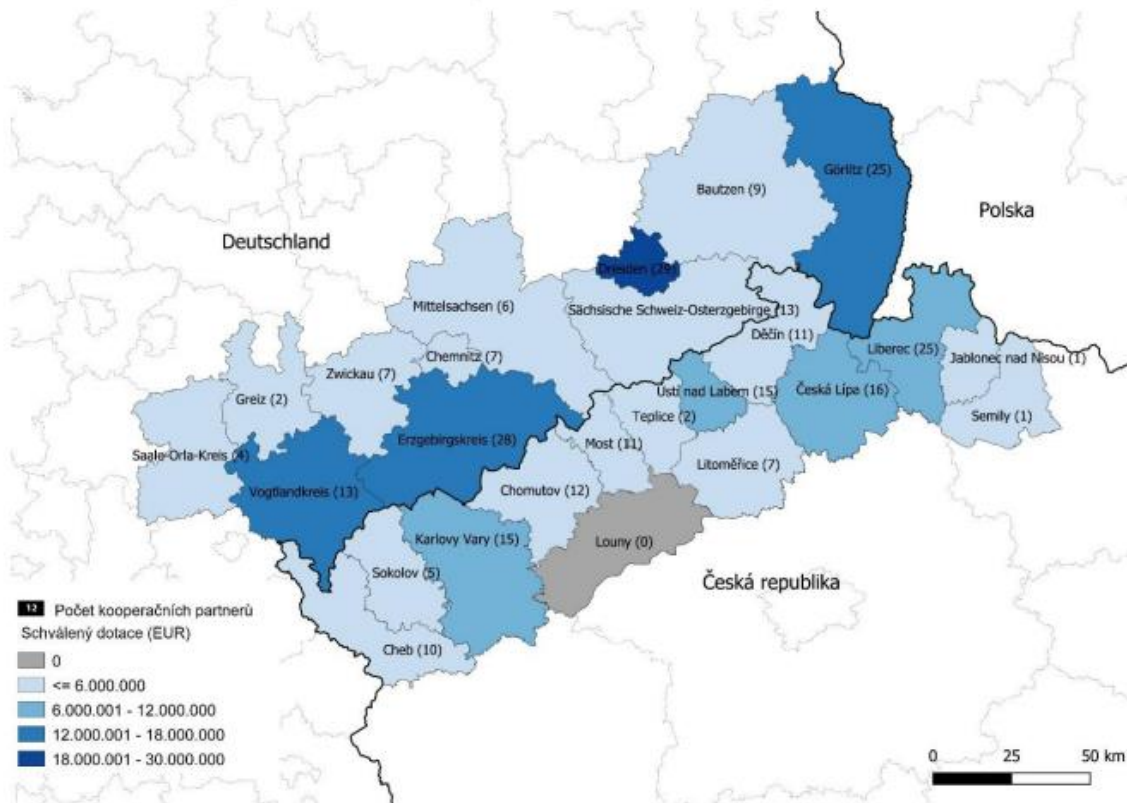 Görlitz (25)
Bautzen (9)
Polska
Deutschland
Dresden (29)
Mittelsachsen (6)
Sächsische Schweiz-Osterzgebirge (13)
Děčín (11)
Liberec (25)
Jablonec nad Nisou (1)
Chemnitz (7)
Zwickau (7)
Ústí nad Labem (15)
Česká Lípa (16)
Greiz (2)
Teplice (2)
Semily (1)
Erzgebirgskreis (28)
Most (11)
Saale-Orla-Kreis (4)
Litoměřice (7)
Vogtlandkreis (13)
Chomutov (12)
Karlovy Vary (15)
Louny (0)
Sokolov (5)
Česká republika
Cheb (10)
12 Počet kooperačních partnerů
Schválený dotace (EUR)
0
<= 6.000.000
6.000.001 - 12.000.000
12.000.001 - 18.000.000
18.000.001 - 30.000.000
0 25 50 km